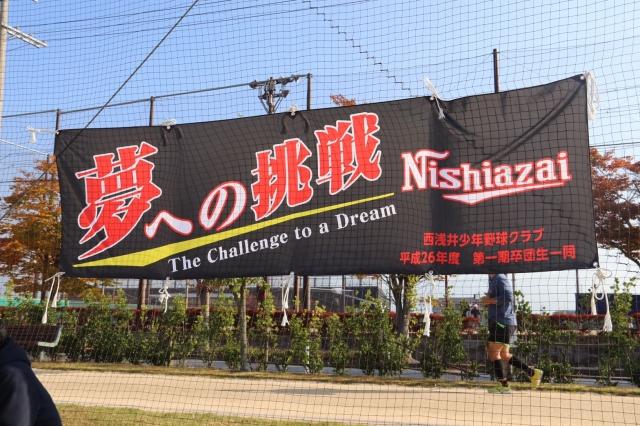 夢への挑戦
The Challenge to a Dream
Nishiazai
西浅井少年野球クラブ
平成26年度 第一期卒団生一同